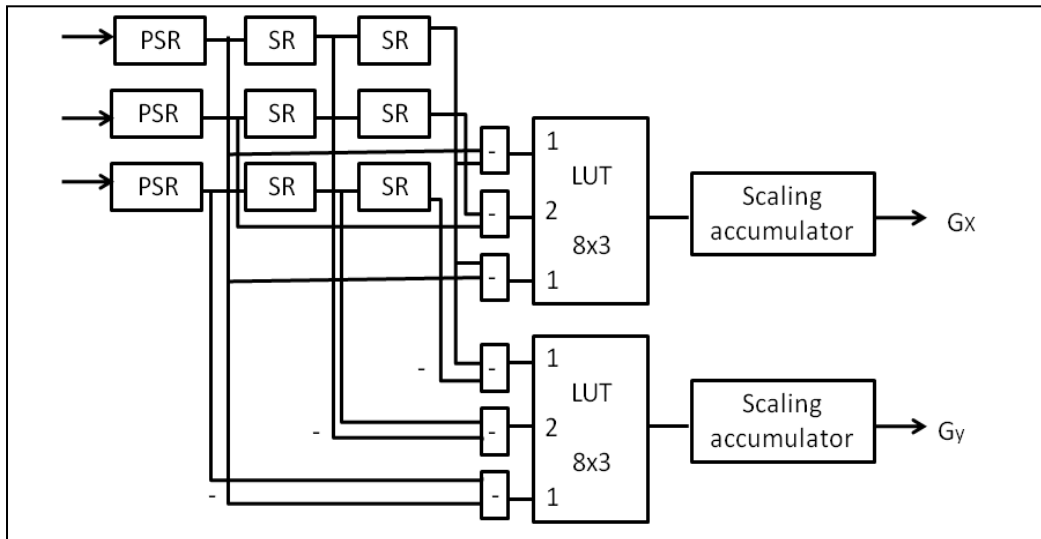 PSR
SR
SR
PSR
SR
SR
PSR
SR
SR
-
1
-
2
-
1
LUT
8x3
Scaling
accumulator
Gx
-
-
1
-
-
2
-
-
1
LUT
8x3
Scaling
accumulator
Gy